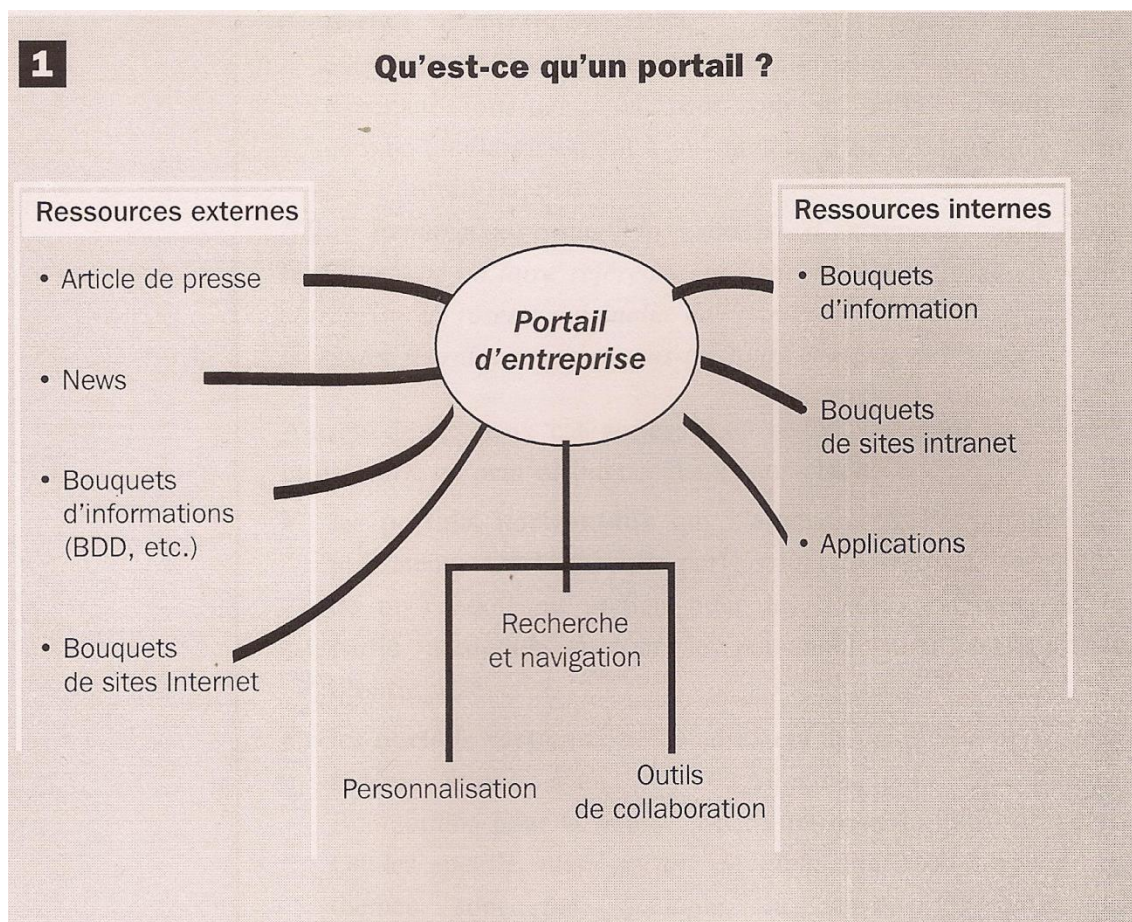 1
Qu'est-ce qu'un portail ?
Ressources externes
• Article de presse
• News
• Bouquets
d'informations
(BDD, etc.)
• Bouquets
de sites Internet
Portail
d'entreprise
Recherche
et navigation
Personnalisation
Outils
de collaboration
Ressources internes
• Bouquets
d'information
• Bouquets
de sites intranet
• Applications